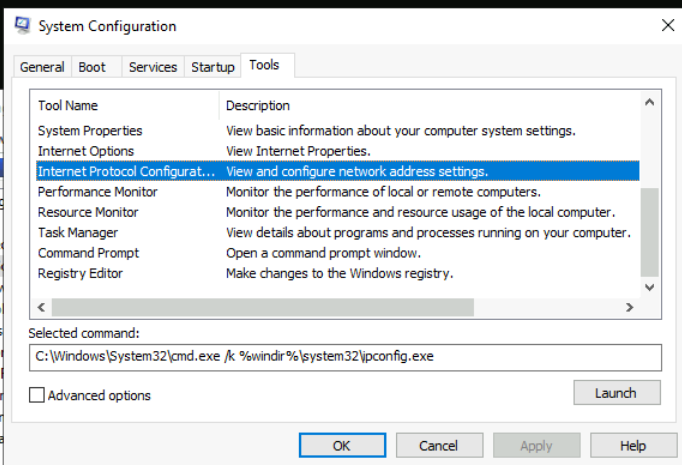 System Configuration
General Boot Services Startup Tools
Tool Name Description
System Properties View basic information about your computer system settings.
Internet Options View Internet Properties.
Internet Protocol Configurat... View and configure network address settings.
Performance Monitor Monitor the performance of local or remote computers.
Resource Monitor Monitor the performance and resource usage of the local computer.
Task Manager View details about programs and processes running on your computer.
Command Prompt Open a command prompt window.
Registry Editor Make changes to the Windows registry.
Selected command:
C:\Windows\System32\cmd.exe /k %windir%\system32\ipconfig.exe
Advanced options
Launch
OK Cancel Apply Help